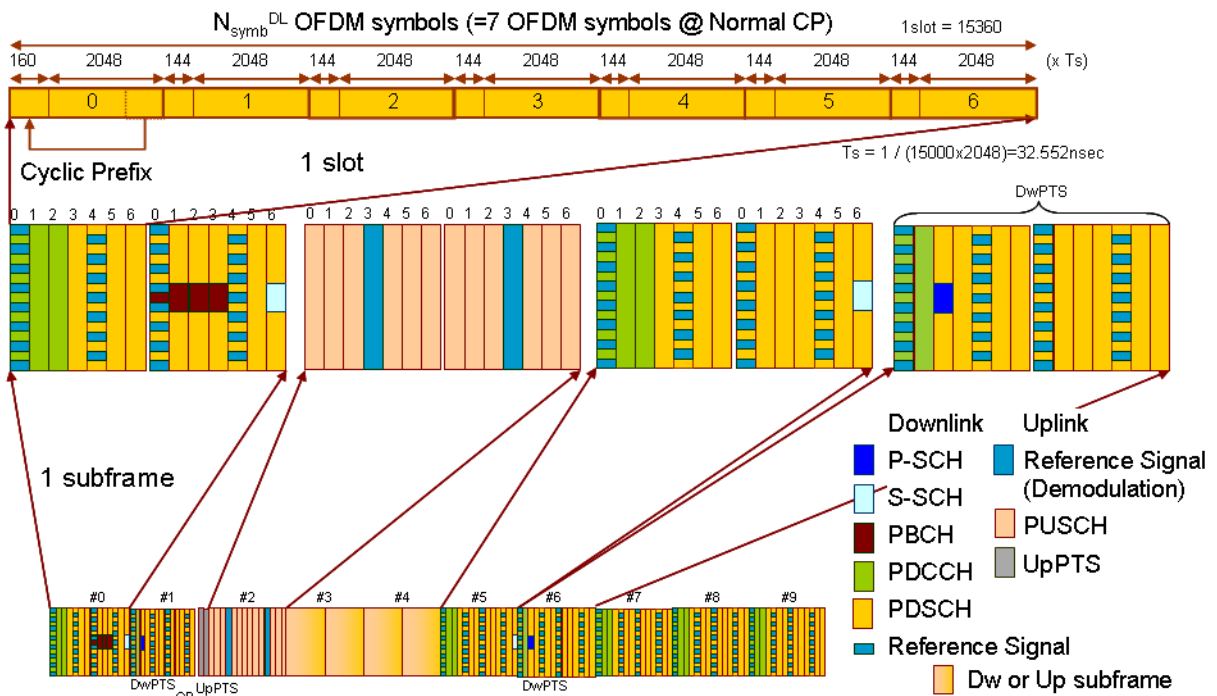 N_symb^DL OFDM symbols (=7 OFDM symbols @ Normal CP)
1slot = 15360
160 2048 144 2048 144 2048 144 2048 144 2048 144 2048 144 2048 (x Ts)
0 1 2 3 4 5 6
Cyclic Prefix
1 slot
Ts = 1 / (15000x2048)=32.552nsec
DwPTS
0 1 2 3 4 5 6 0 1 2 3 4 5 6 0 1 2 3 4 5 6 0 1 2 3 4 5 6 0 1 2 3 4 5 6 0 1 2 3 4 5 6
1 subframe
Downlink
P-SCH
S-SCH
PBCH
PDCCH
PDSCH
Reference Signal
Uplink
Reference Signal
(Demodulation)
PUSCH
UpPTS
Dw or Up subframe
#0 #1 #2 #3 #4 #5 #6 #7 #8 #9
DwPTS UpPTS DwPTS